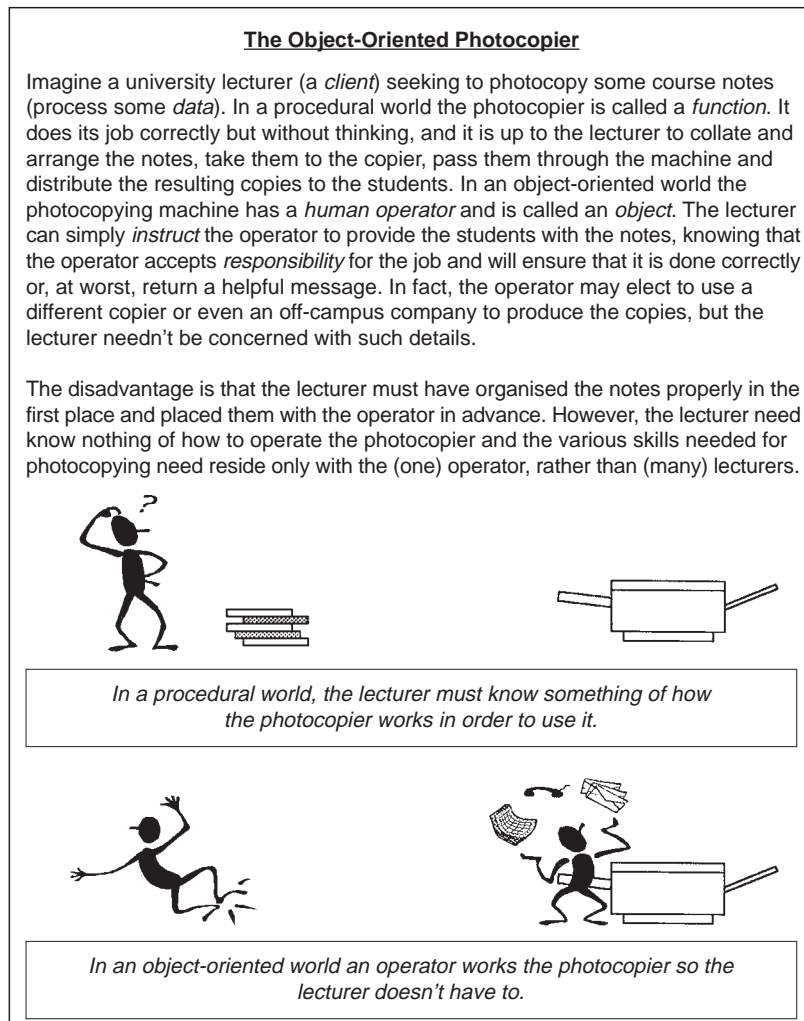 The Object-Oriented Photocopier
Imagine a university lecturer (a client) seeking to photocopy some course notes
(process some data). In a procedural world the photocopier is called a function. It
does its job correctly but without thinking, and it is up to the lecturer to collate and
arrange the notes, take them to the copier, pass them through the machine and
distribute the resulting copies to the students. In an object-oriented world the
photocopying machine has a human operator and is called an object. The lecturer
can simply instruct the operator to provide the students with the notes, knowing that
the operator accepts responsibility for the job and will ensure that it is done correctly
or, at worst, return a helpful message. In fact, the operator may elect to use a
different copier or even an off-campus company to produce the copies, but the
lecturer needn't be concerned with such details.
The disadvantage is that the lecturer must have organised the notes properly in the
first place and placed them with the operator in advance. However, the lecturer need
know nothing of how to operate the photocopier and the various skills needed for
photocopying need reside only with the (one) operator, rather than (many) lecturers.
?
In a procedural world, the lecturer must know something of how
the photocopier works in order to use it.
In an object-oriented world an operator works the photocopier so the
lecturer doesn't have to.